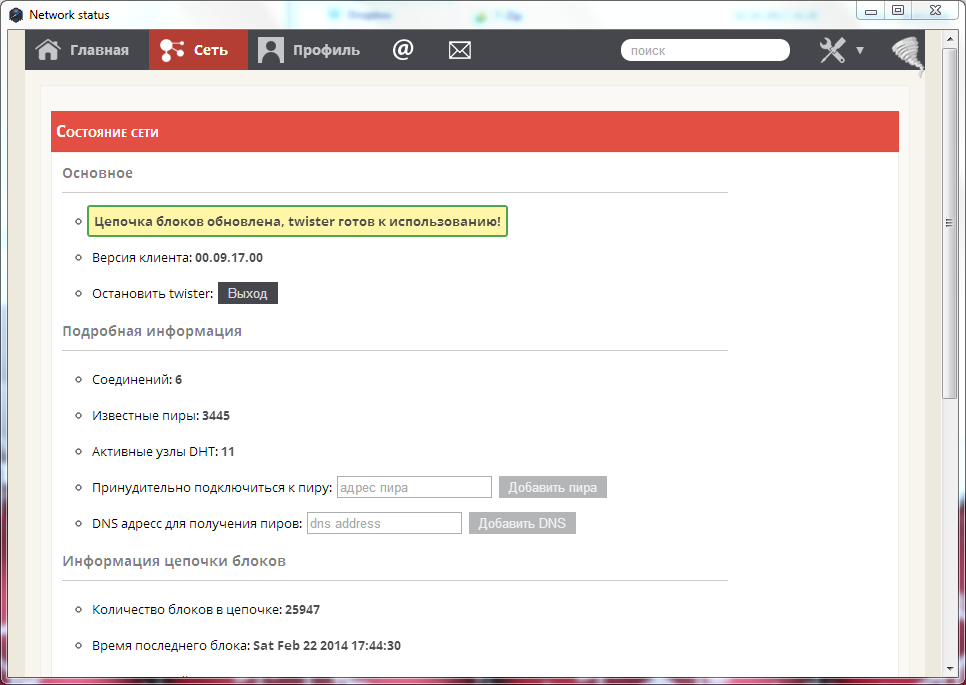 Network status
Главная
Сеть
Профиль
@
поиск
Состояние сети
Основное
Цепочка блоков обновлена, twister готов к использованию!
Версия клиента: 00.09.17.00
Остановить twister: Выход
Подробная информация
Соединений: 6
Известные пиры: 3445
Активные узлы DHT: 11
Принудительно подключиться к пиру: адрес пира Добавить пира
DNS адресс для получения пиров: dns address Добавить DNS
Информация цепочки блоков
Количество блоков в цепочке: 25947
Время последнего блока: Sat Feb 22 2014 17:44:30